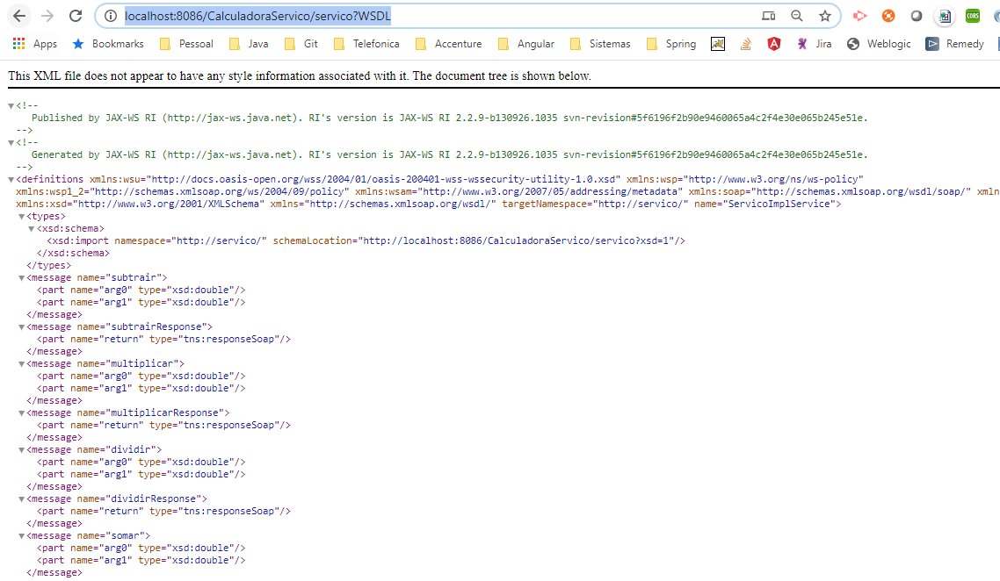 localhost:8086/CalculadoraServico/servico?WSDL
CORS
Apps Bookmarks Pessoal Java Git Telefonica Accenture Angular Sistemas Spring Jira Weblogic Remedy
This XML file does not appear to have any style information associated with it. The document tree is shown below.
<!--
Published by JAX-WS RI (http://jax-ws.java.net). RI's version is JAX-WS RI 2.2.9-b130926.1035 svn-revision#5f6196f2b90e9460065a4c2f4e30e065b245e51e.
-->
<!--
Generated by JAX-WS RI (http://jax-ws.java.net). RI's version is JAX-WS RI 2.2.9-b130926.1035 svn-revision#5f6196f2b90e9460065a4c2f4e30e065b245e51e.
-->
<definitions xmlns:wsu="http://docs.oasis-open.org/wss/2004/01/oasis-200401-wss-wssecurity-utility-1.0.xsd" xmlns:wsp="http://www.w3.org/ns/ws-policy"
xmlns:wsp1_2="http://schemas.xmlsoap.org/ws/2004/09/policy" xmlns:wsam="http://www.w3.org/2007/05/addressing/metadata" xmlns:soap="http://schemas.xmlsoap.org/wsdl/soap/" xmln
xmlns:xsd="http://www.w3.org/2001/XMLSchema" xmlns="http://schemas.xmlsoap.org/wsdl/" targetNamespace="http://servico/" name="ServicoImplService">
<types>
<xsd:schema>
<xsd:import namespace="http://servico/" schemaLocation="http://localhost:8086/CalculadoraServico/servico?xsd=1"/>
</xsd:schema>
</types>
<message name="subtrair">
<part name="arg0" type="xsd:double"/>
<part name="arg1" type="xsd:double"/>
</message>
<message name="subtrairResponse">
<part name="return" type="tns:responseSoap"/>
</message>
<message name="multiplicar">
<part name="arg0" type="xsd:double"/>
<part name="arg1" type="xsd:double"/>
</message>
<message name="multiplicarResponse">
<part name="return" type="tns:responseSoap"/>
</message>
<message name="dividir">
<part name="arg0" type="xsd:double"/>
<part name="arg1" type="xsd:double"/>
</message>
<message name="dividirResponse">
<part name="return" type="tns:responseSoap"/>
</message>
<message name="somar">
<part name="arg0" type="xsd:double"/>
<part name="arg1" type="xsd:double"/>
</message>